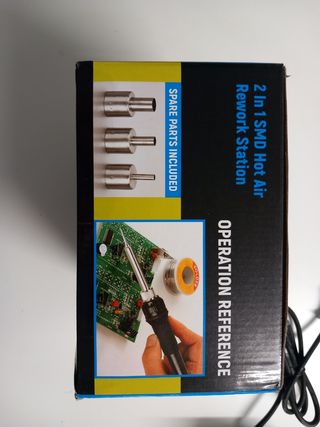 2 In 1 SMD Hot Air
Rework Station
SPARE PARTS INCLUDED
OPERATION REFERENCE